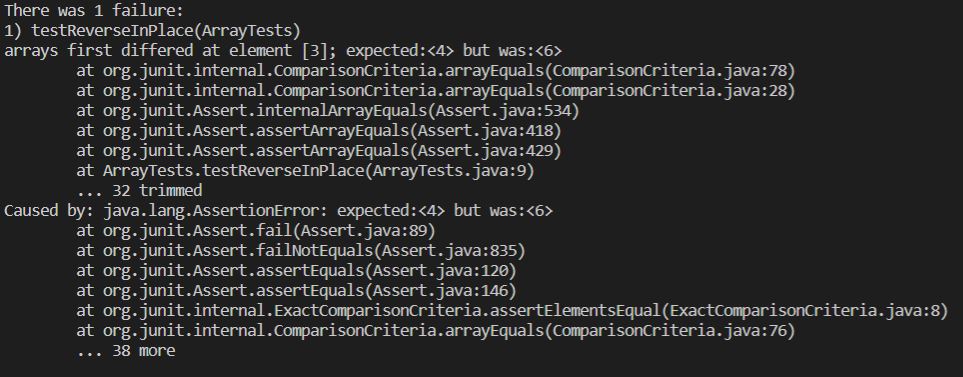 There was 1 failure:
1) testReverseInPlace(ArrayTests)
arrays first differed at element [3]; expected:<4> but was:<6>
        at org.junit.internal.ComparisonCriteria.arrayEquals(ComparisonCriteria.java:78)
        at org.junit.internal.ComparisonCriteria.arrayEquals(ComparisonCriteria.java:28)
        at org.junit.Assert.internalArrayEquals(Assert.java:534)
        at org.junit.Assert.assertArrayEquals(Assert.java:418)
        at org.junit.Assert.assertArrayEquals(Assert.java:429)
        at ArrayTests.testReverseInPlace(ArrayTests.java:9)
        ... 32 trimmed
Caused by: java.lang.AssertionError: expected:<4> but was:<6>
        at org.junit.Assert.fail(Assert.java:89)
        at org.junit.Assert.failNotEquals(Assert.java:835)
        at org.junit.Assert.assertEquals(Assert.java:120)
        at org.junit.Assert.assertEquals(Assert.java:146)
        at org.junit.internal.ExactComparisonCriteria.assertElementsEqual(ExactComparisonCriteria.java:8)
        at org.junit.internal.ComparisonCriteria.arrayEquals(ComparisonCriteria.java:76)
        ... 38 more